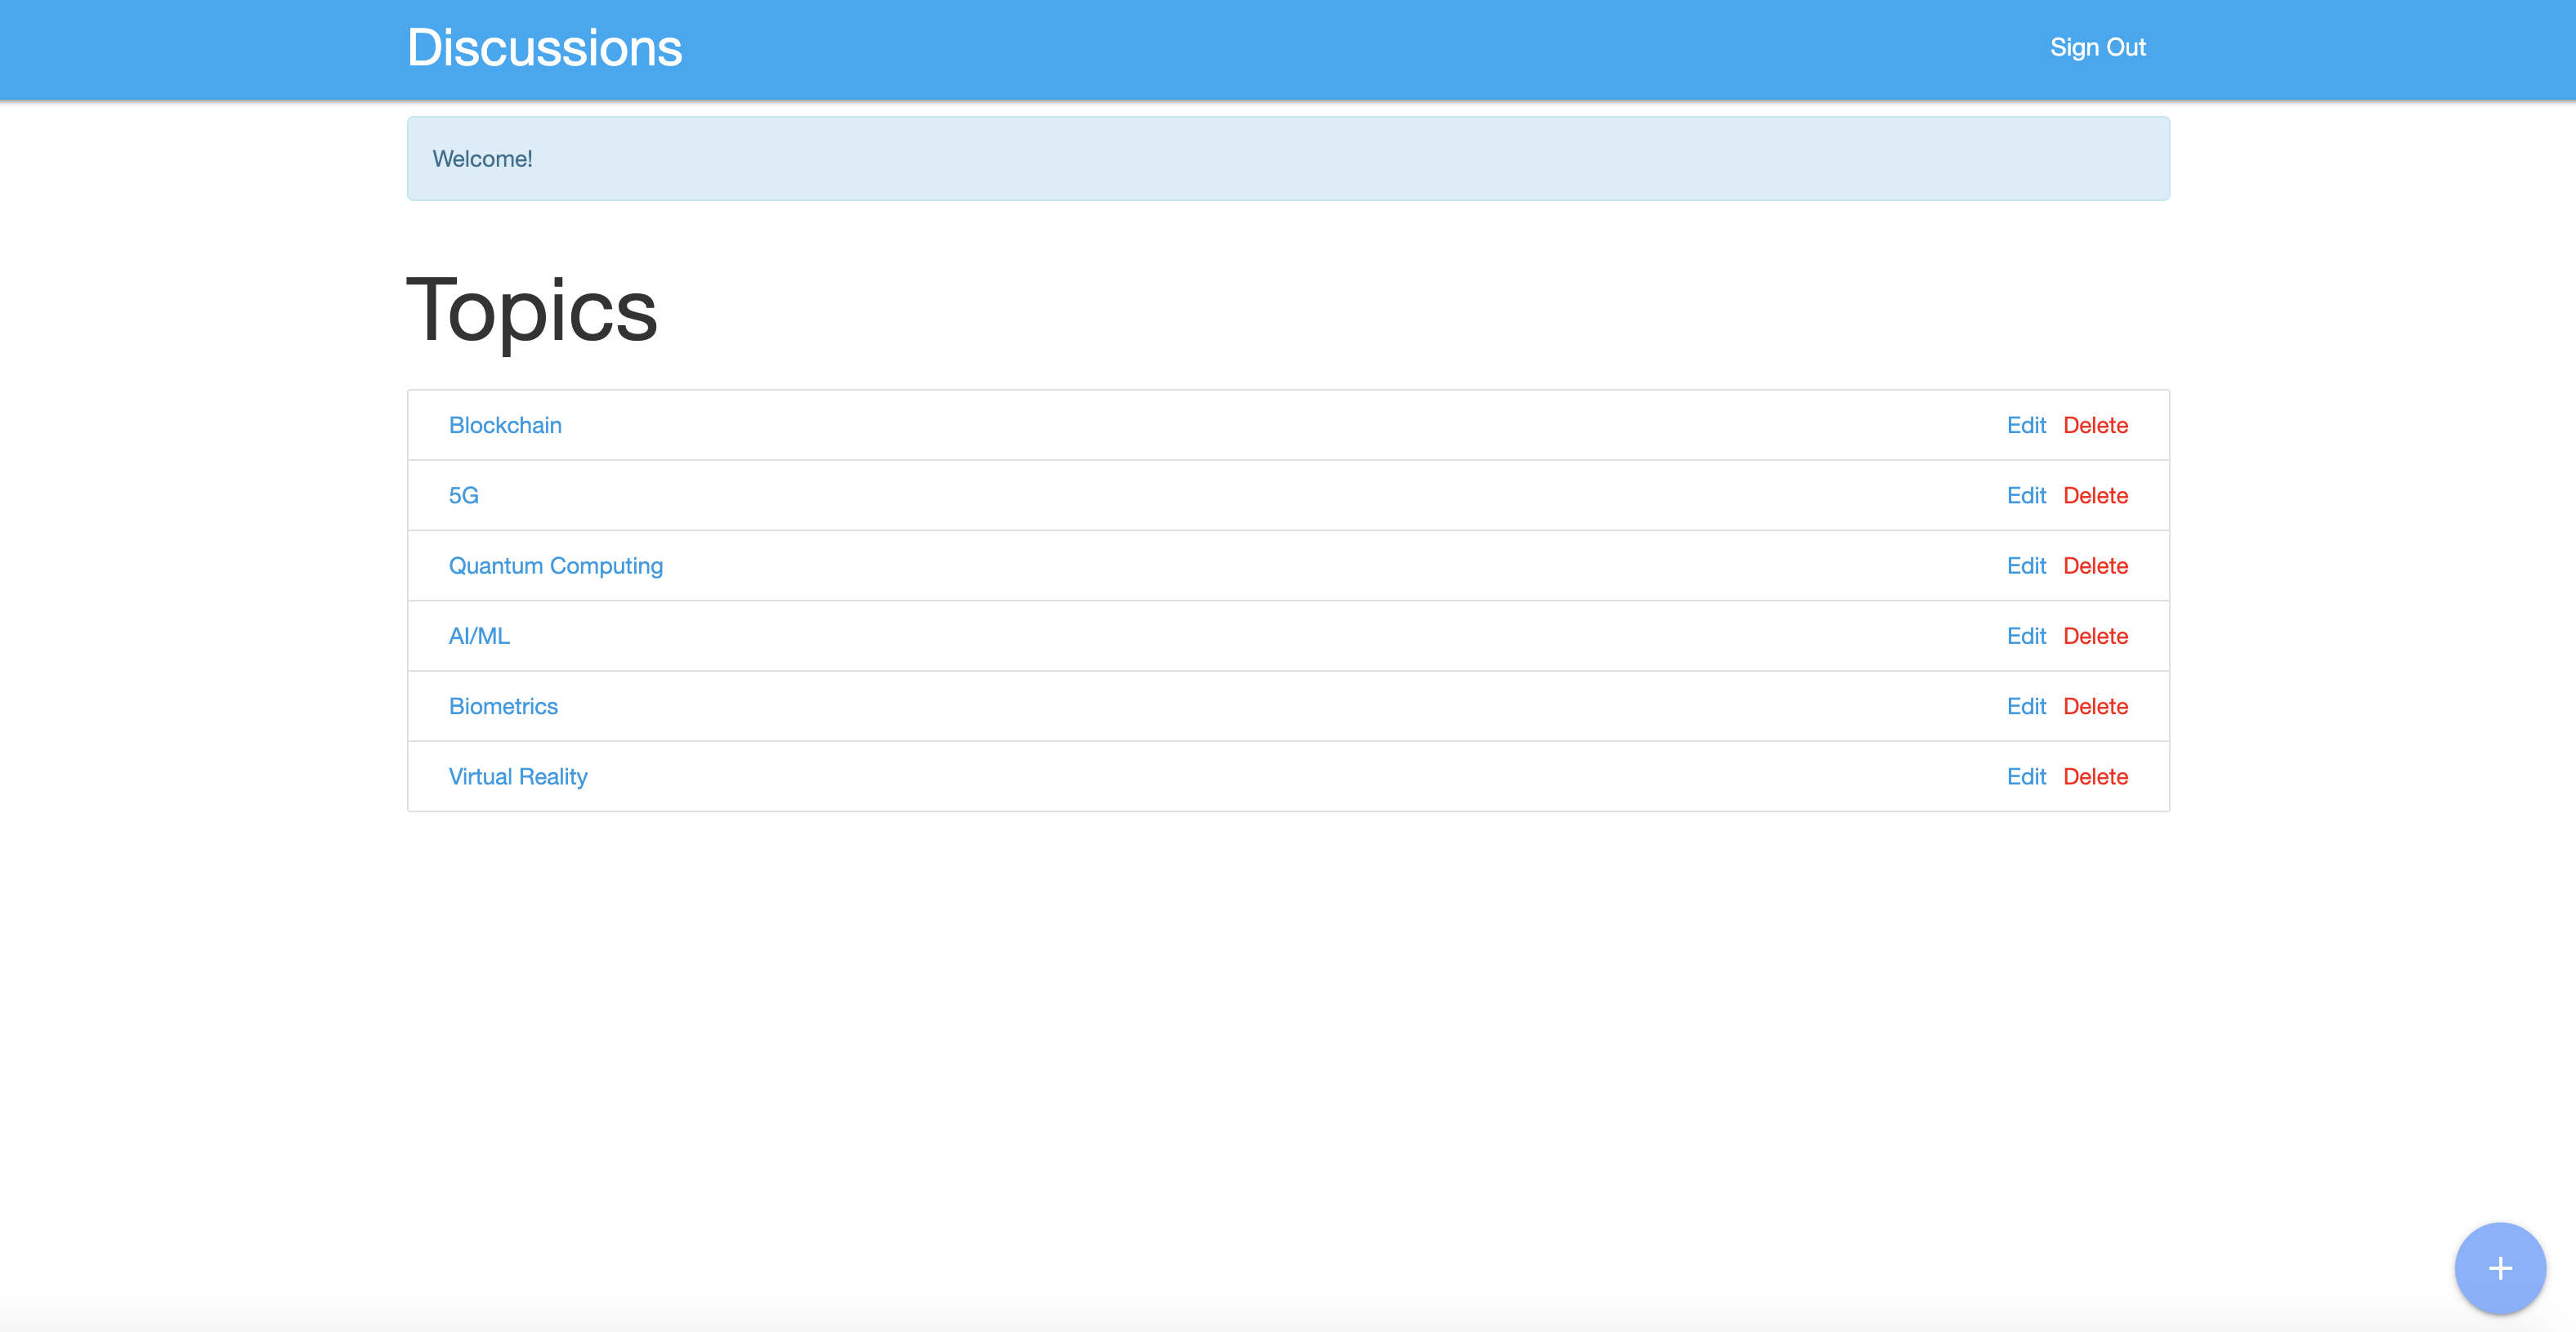 Discussions Sign Out
Welcome!
Topics
Blockchain Edit Delete
5G Edit Delete
Quantum Computing Edit Delete
AI/ML Edit Delete
Biometrics Edit Delete
Virtual Reality Edit Delete
+